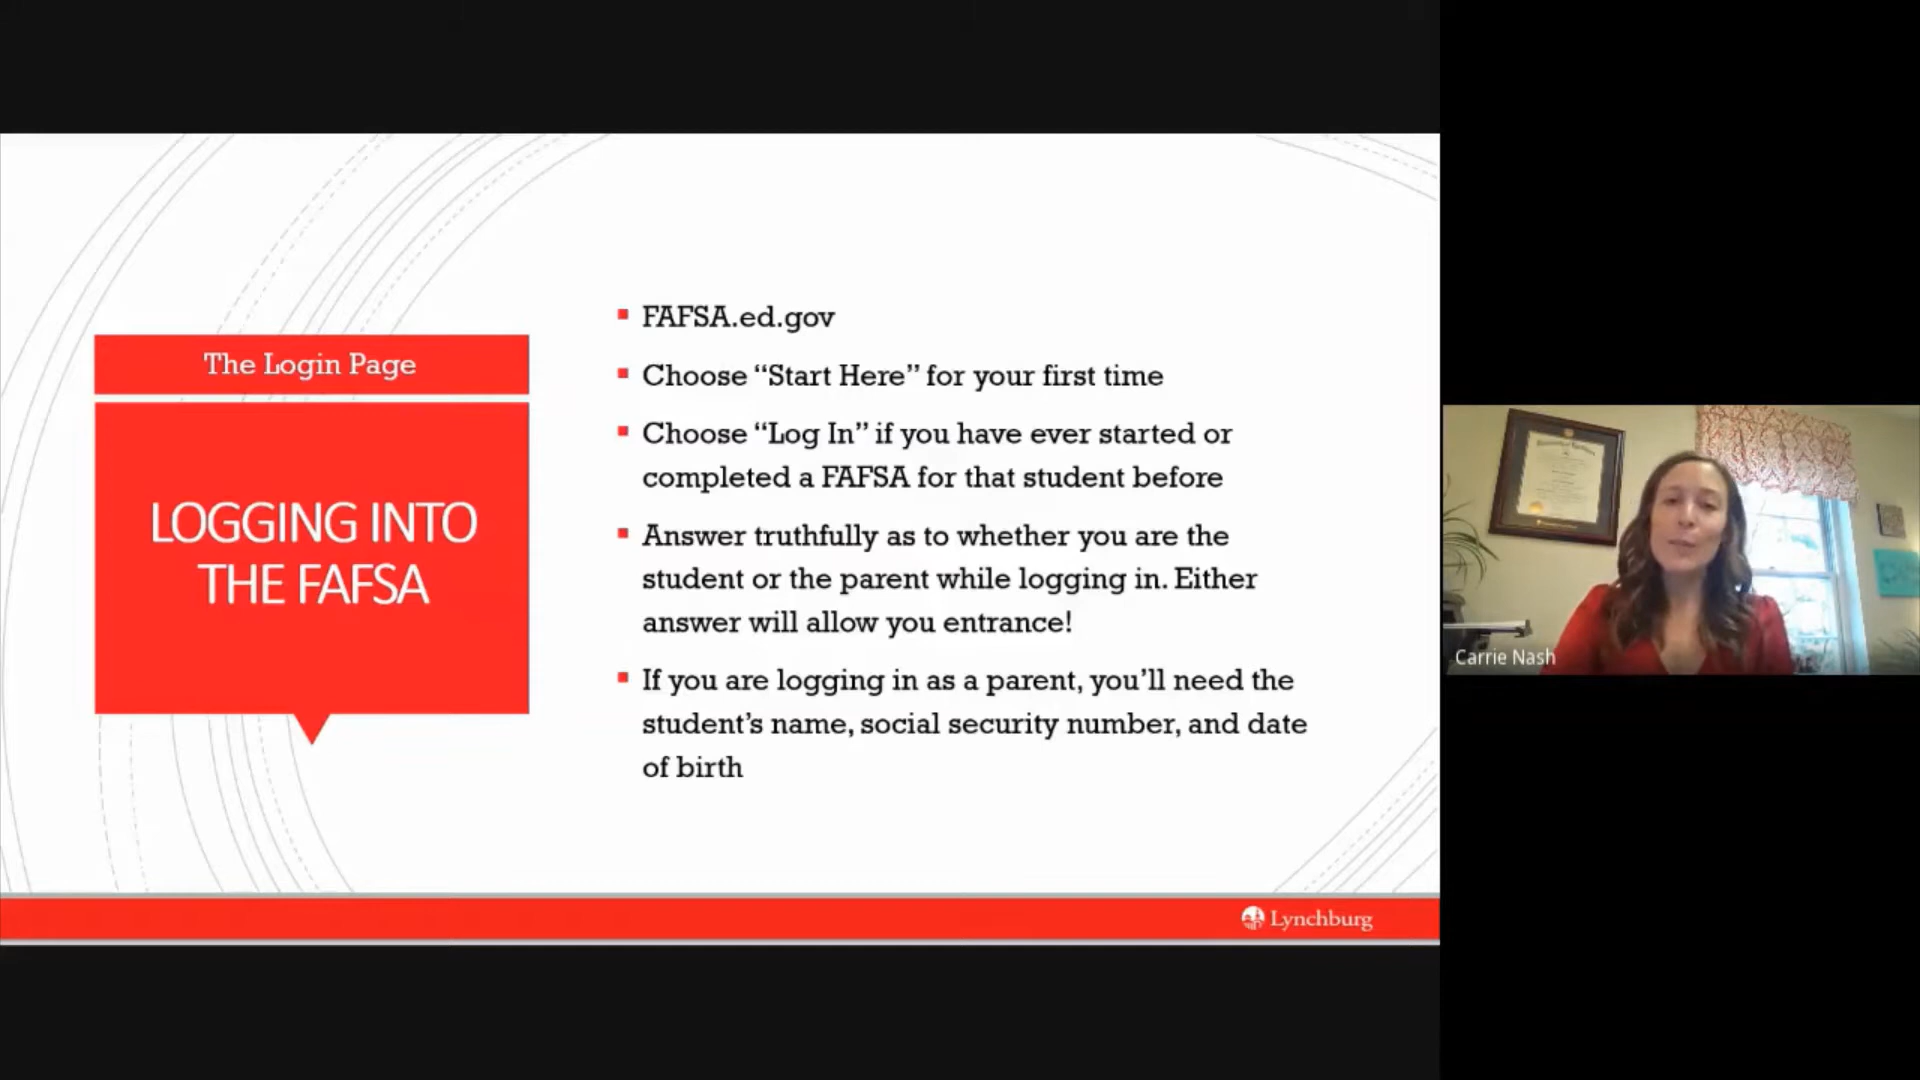 The Login Page
LOGGING INTO
THE FAFSA
FAFSA.ed.gov
Choose “Start Here” for your first time
Choose “Log In” if you have ever started or
completed a FAFSA for that student before
Answer truthfully as to whether you are the
student or the parent while logging in. Either
answer will allow you entrance!
If you are logging in as a parent, you’ll need the
student’s name, social security number, and date
of birth
Lynchburg
Carrie Nash